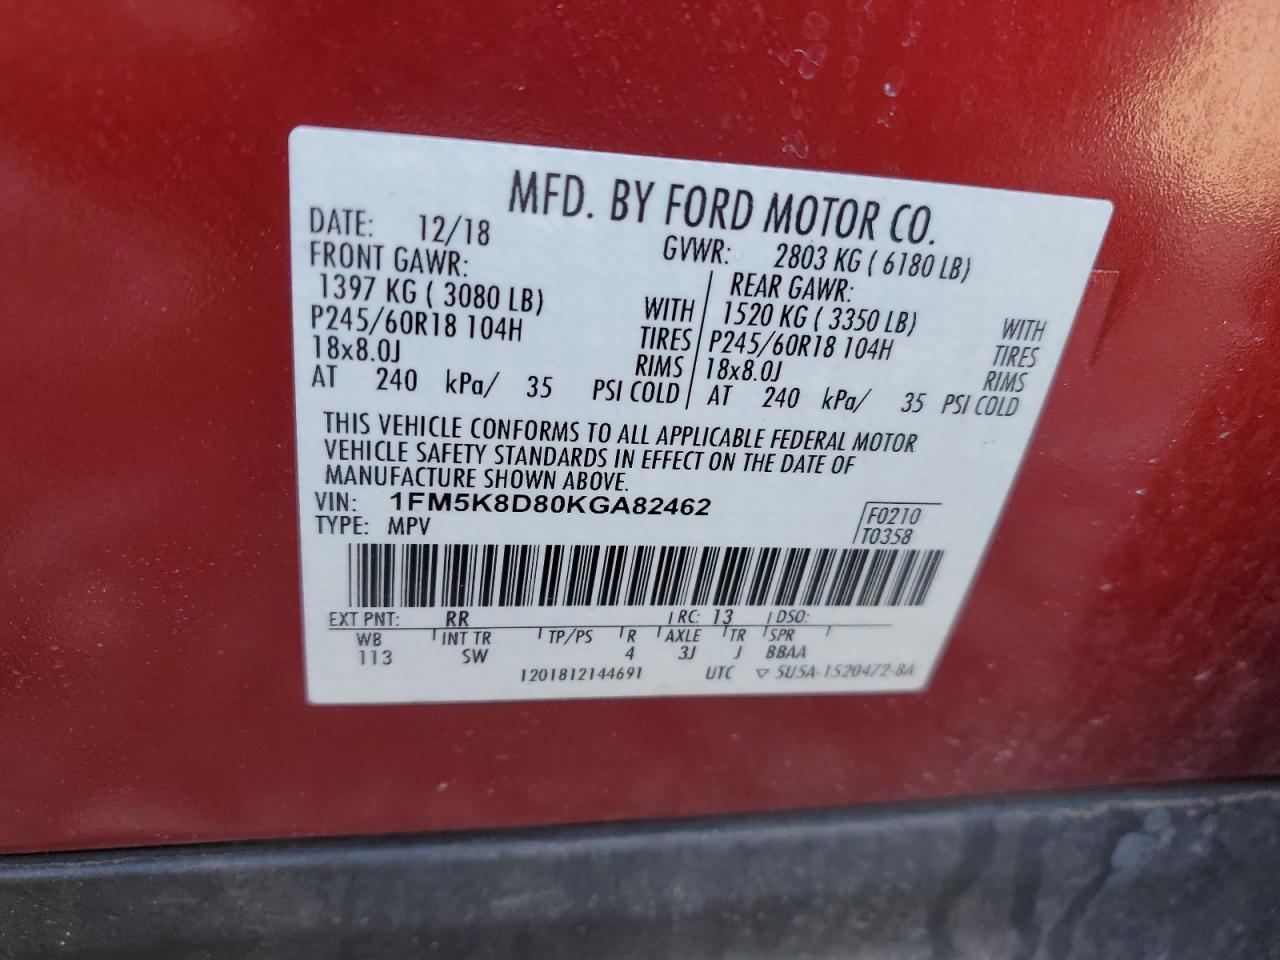 MFD. BY FORD MOTOR CO.
DATE: 12/18 GVWR: 2803 KG ( 6180 LB)
FRONT GAWR: REAR GAWR:
1397 KG ( 3080 LB) WITH 1520 KG ( 3350 LB) WITH
P245/60R18 104H TIRES P245/60R18 104H TIRES
18x8.0J RIMS 18x8.0J RIMS
AT 240 kPa/ 35 PSI COLD AT 240 kPa/ 35 PSI COLD
THIS VEHICLE CONFORMS TO ALL APPLICABLE FEDERAL MOTOR
VEHICLE SAFETY STANDARDS IN EFFECT ON THE DATE OF
MANUFACTURE SHOWN ABOVE.
VIN: 1FM5K8D80KGA82462 F0210
TYPE: MPV T0358
EXT PNT: RR RC: 13 DSO:
WB INT TR TP/PS R AXLE TR SPR
113 SW 4 3J J BBAA
1201812144691 UTC ▽ 5U5A-1520472-8A